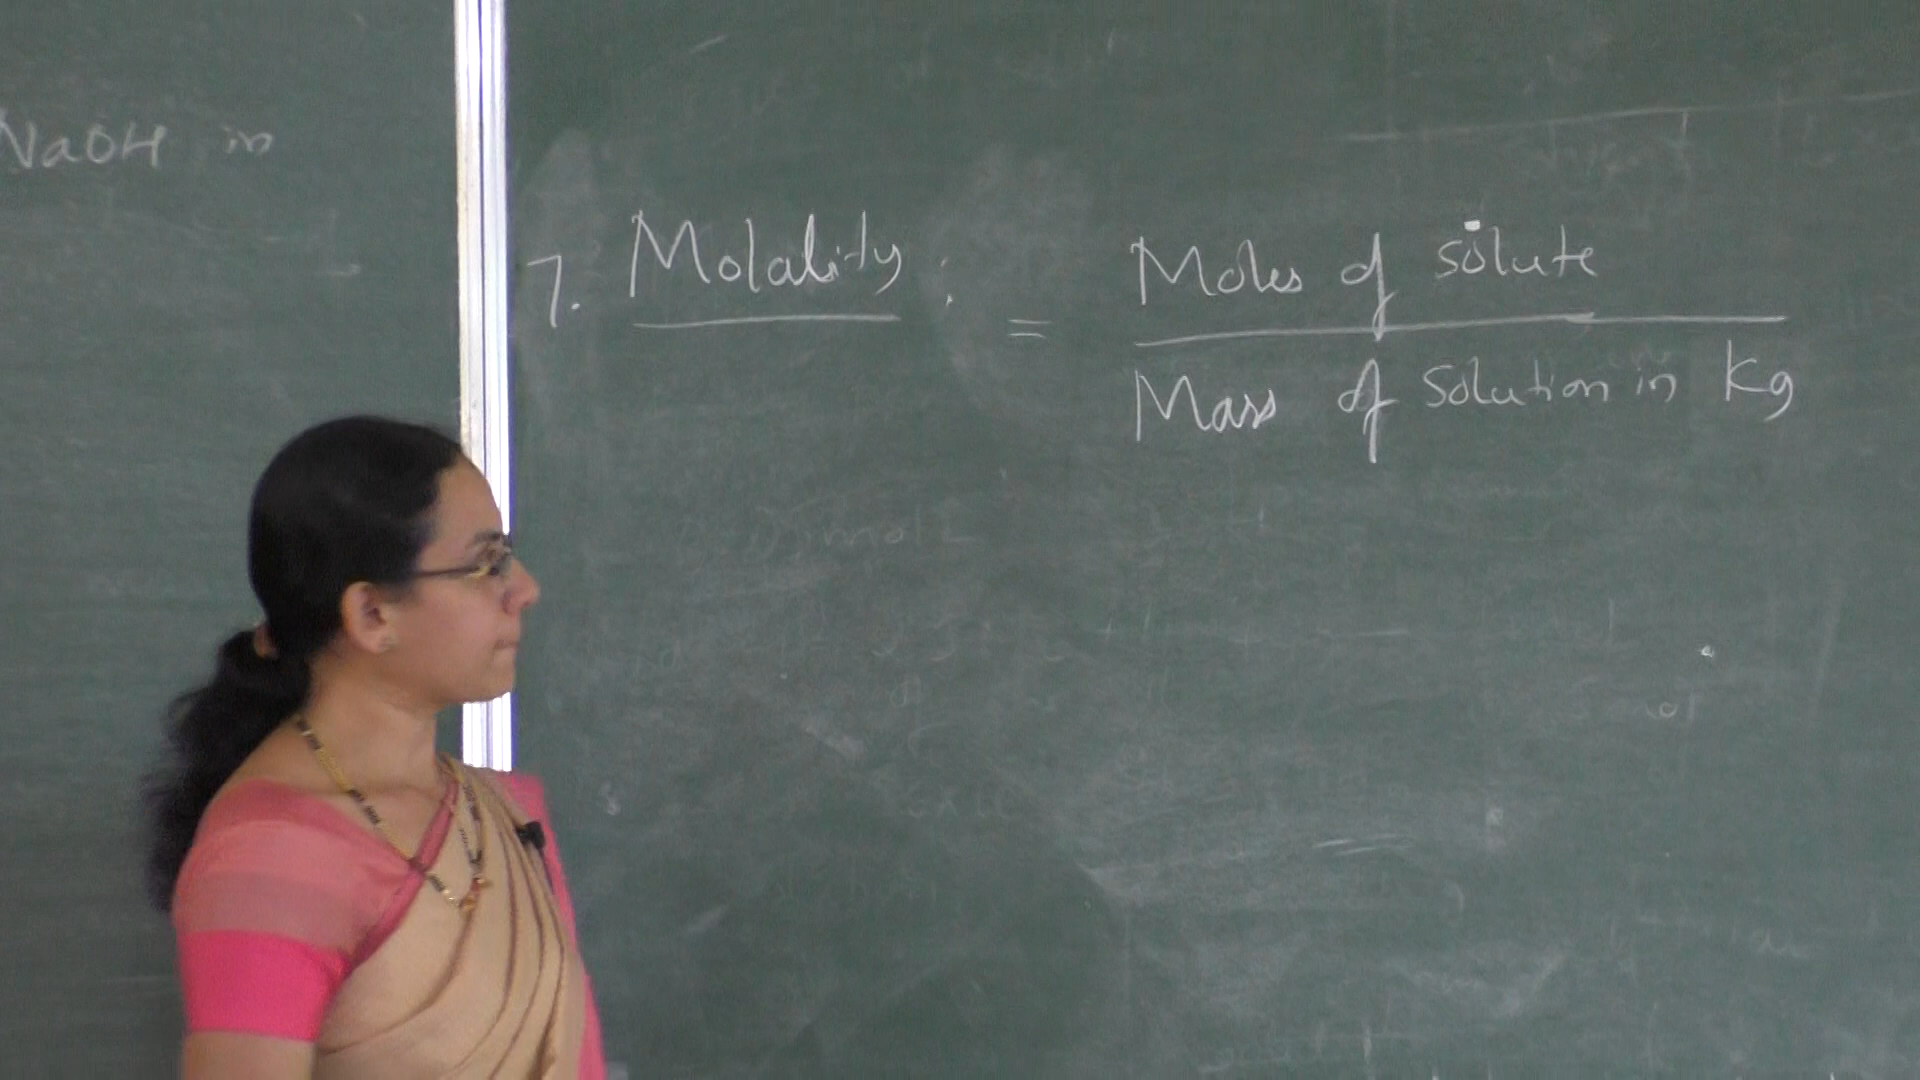 NaOH in
7. Molality : = Moles of solute
Mass of Solution in Kg